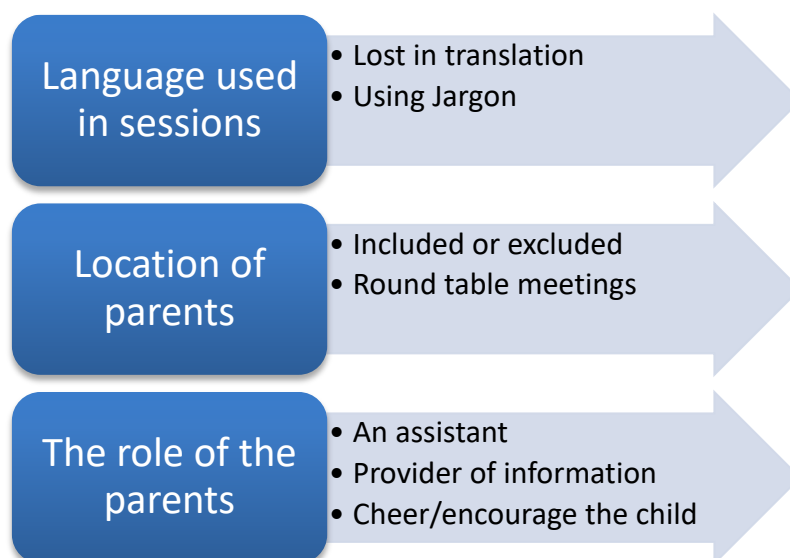 Language used
in sessions
• Lost in translation
• Using Jargon
Location of
parents
• Included or excluded
• Round table meetings
The role of the
parents
• An assistant
• Provider of information
• Cheer/encourage the child